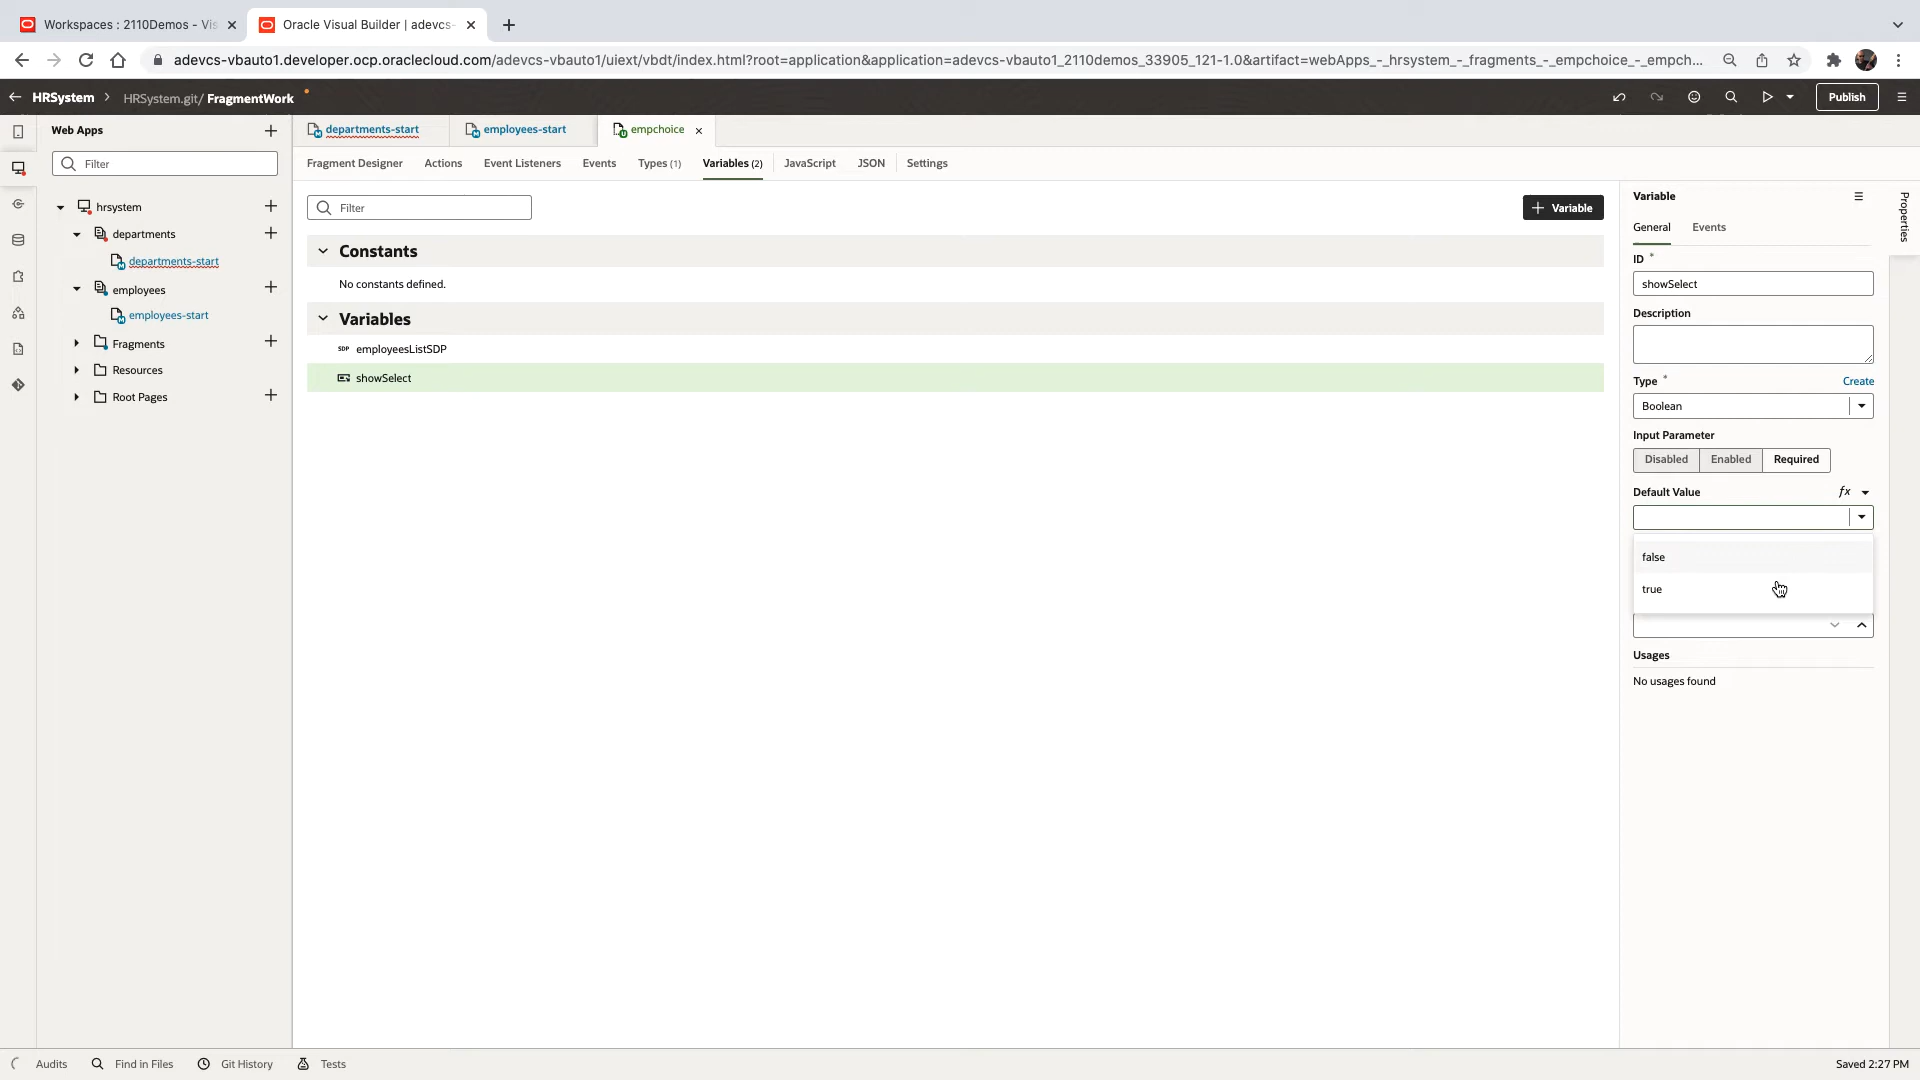 Workspaces : 2110Demos - Vis
Oracle Visual Builder | adevcs-
adevcs-vbauto1.developer.ocp.oraclecloud.com/adevcs-vbauto1/uiext/vbdt/index.html?root=application&application=adevcs-vbauto1_2110demos_33905_121-1.0&artifact=webApps_-_hrsystem_-_fragments_-_empchoice_-_empch...
HRSystem
HRSystem.git/ FragmentWork
Publish
Web Apps
Filter
hrsystem
departments
departments-start
employees
employees-start
Fragments
Resources
Root Pages
departments-start
employees-start
empchoice
Fragment Designer
Actions
Event Listeners
Events
Types (1)
Variables (2)
JavaScript
JSON
Settings
Filter
Variable
Constants
No constants defined.
Variables
SDP employeesListSDP
showSelect
Variable
General
Events
ID *
showSelect
Description
Type *
Create
Boolean
Input Parameter
Disabled
Enabled
Required
Default Value
fx
false
true
Usages
No usages found
Properties
Audits
Find in Files
Git History
Tests
Saved 2:27 PM